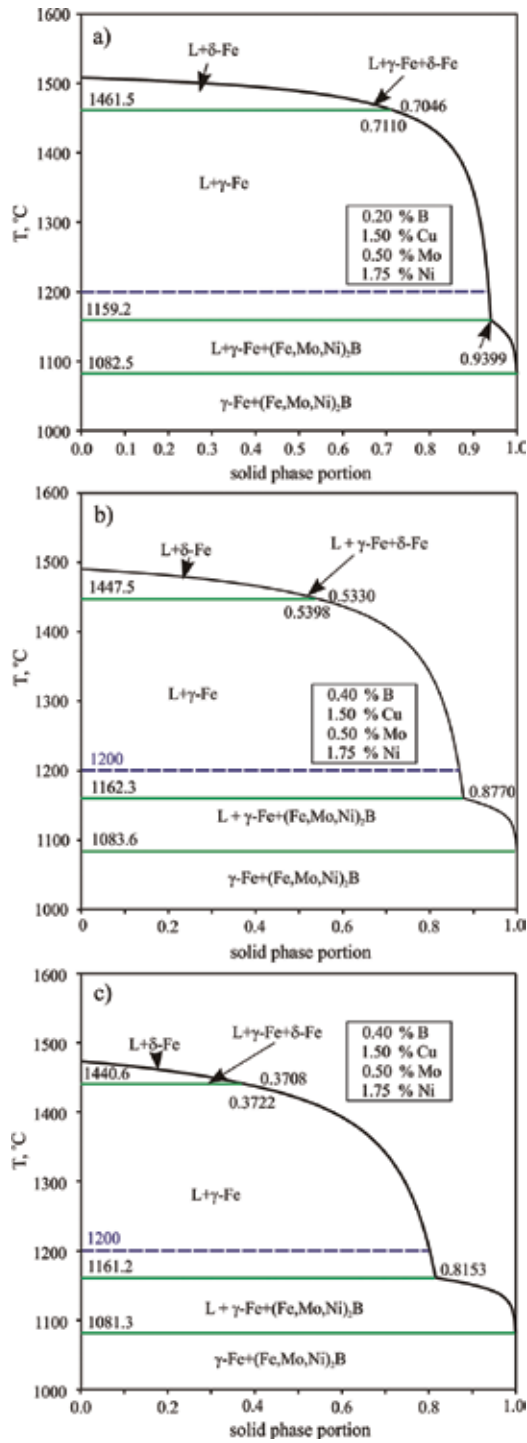 a)
1600
L+δ-Fe
L+γ-Fe+δ-Fe
1500
1461.5
0.7046
0.7110
1400
L+γ-Fe
T, °C
1300
0.20 % B
1.50 % Cu
0.50 % Mo
1.75 % Ni
1200
1159.2
L+γ-Fe+(Fe,Mo,Ni)₂B
1100
0.9399
1082.5
γ-Fe+(Fe,Mo,Ni)₂B
1000
0.0 0.1 0.2 0.3 0.4 0.5 0.6 0.7 0.8 0.9 1.0
solid phase portion
1600
b)
L+δ-Fe
L + γ-Fe+δ-Fe
1500
1447.5
0.5330
0.5398
1400
T, °C
L+γ-Fe
1300
0.40 % B
1.50 % Cu
0.50 % Mo
1.75 % Ni
1200
1200
1162.3
0.8770
L + γ-Fe+(Fe,Mo,Ni)₂B
1100
1083.6
γ-Fe+(Fe,Mo,Ni)₂B
1000
0 0.2 0.4 0.6 0.8 1.0
solid phase portion
1600
c)
L+δ-Fe
L+γ-Fe+δ-Fe
0.40 % B
1.50 % Cu
0.50 % Mo
1.75 % Ni
1500
1440.6
0.3708
0.3722
1400
T, °C
1300
L+γ-Fe
1200
1200
1161.2
0.8153
L + γ-Fe+(Fe,Mo,Ni)₂B
1100
1081.3
γ-Fe+(Fe,Mo,Ni)₂B
1000
0.0 0.2 0.4 0.6 0.8 1.0
solid phase portion